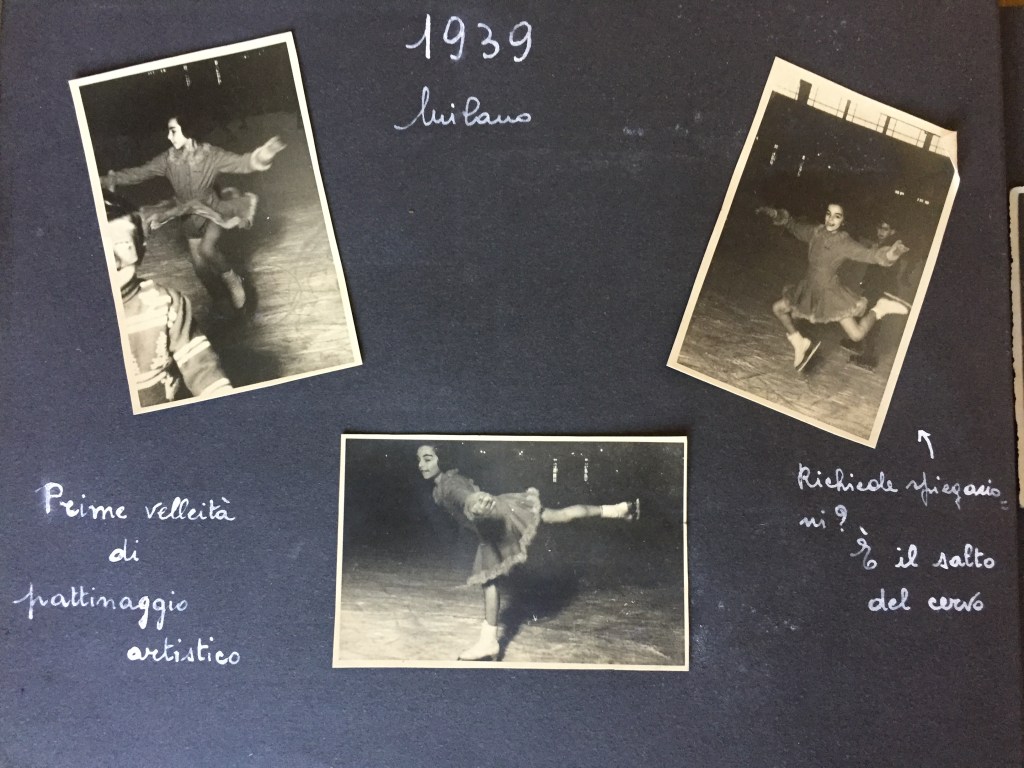 1939
Milano
Prime velleità
di
pattinaggio
artistico
Richiede spiegazio=
ni?
È il salto
del cervo